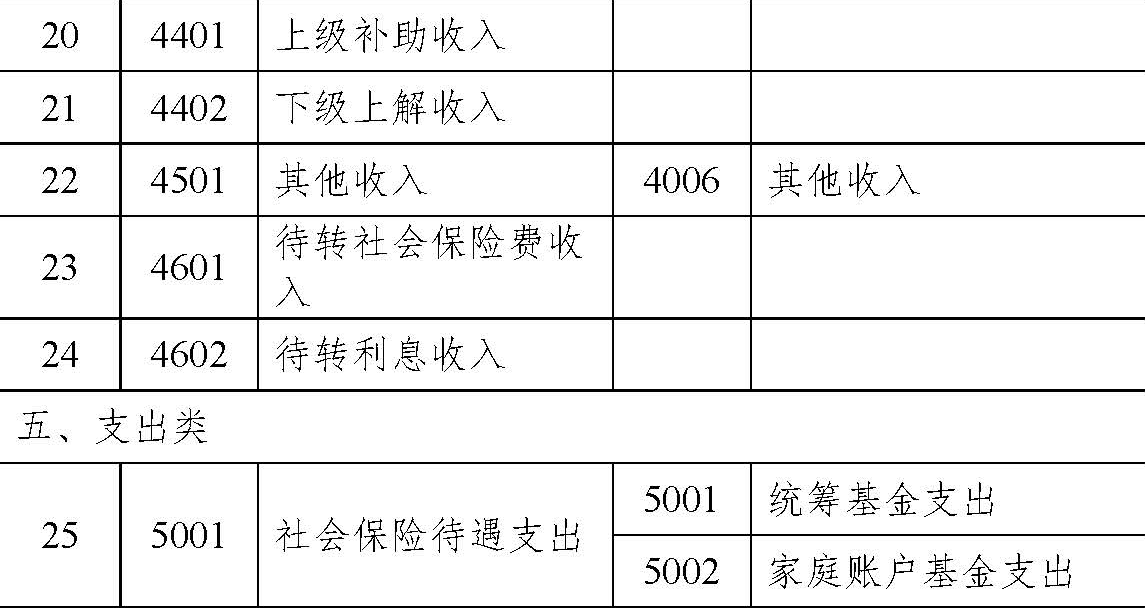 20 4401 上级补助收入
21 4402 下级上解收入
22 4501 其他收入 4006 其他收入
23 4601 待转社会保险费收
入
24 4602 待转利息收入
五、支出类
25 5001 社会保险待遇支出 5001 统筹基金支出
5002 家庭账户基金支出